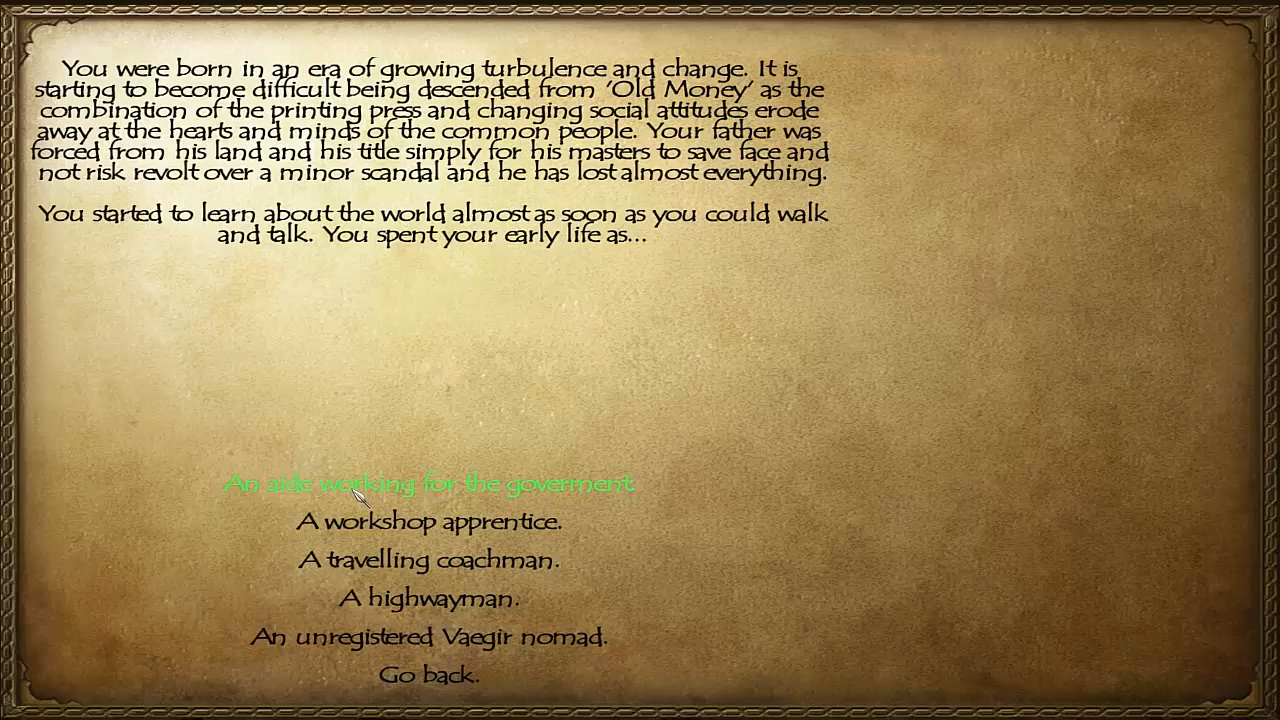 You were born in an era of growing turbulence and change. It is
starting to become difficult being descended from 'Old Money' as the
combination of the printing press and changing social attitudes erode
away at the hearts and minds of the common people. Your father was
forced from his land and his title simply for his masters to save face and
not risk revolt over a minor scandal and he has lost almost everything.
You started to learn about the world almost as soon as you could walk
and talk. You spent your early life as...
An aide working for the goverment.
A workshop apprentice.
A travelling coachman.
A highwayman.
An unregistered Vaegir nomad.
Go back.